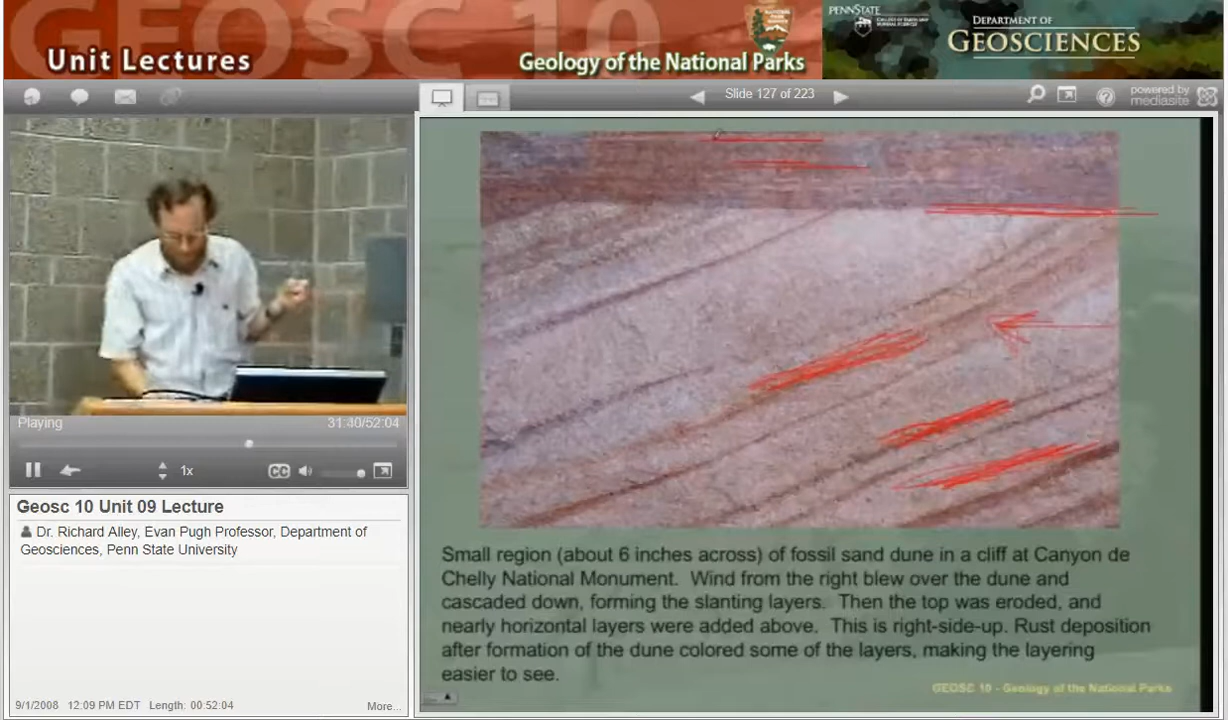 GEOSC 10
Unit Lectures
Geology of the National Parks
PENNSTATE
DEPARTMENT OF
GEOSCIENCES
Slide 127 of 223
powered by
mediasite
Playing
31:40/52:04
1x
CC
Geosc 10 Unit 09 Lecture
Dr. Richard Alley, Evan Pugh Professor, Department of
Geosciences, Penn State University
9/1/2008 12:09 PM EDT Length: 00:52:04
More...
Small region (about 6 inches across) of fossil sand dune in a cliff at Canyon de
Chelly National Monument. Wind from the right blew over the dune and
cascaded down, forming the slanting layers. Then the top was eroded, and
nearly horizontal layers were added above. This is right-side-up. Rust deposition
after formation of the dune colored some of the layers, making the layering
easier to see.
GEOSC 10 - Geology of the National Parks